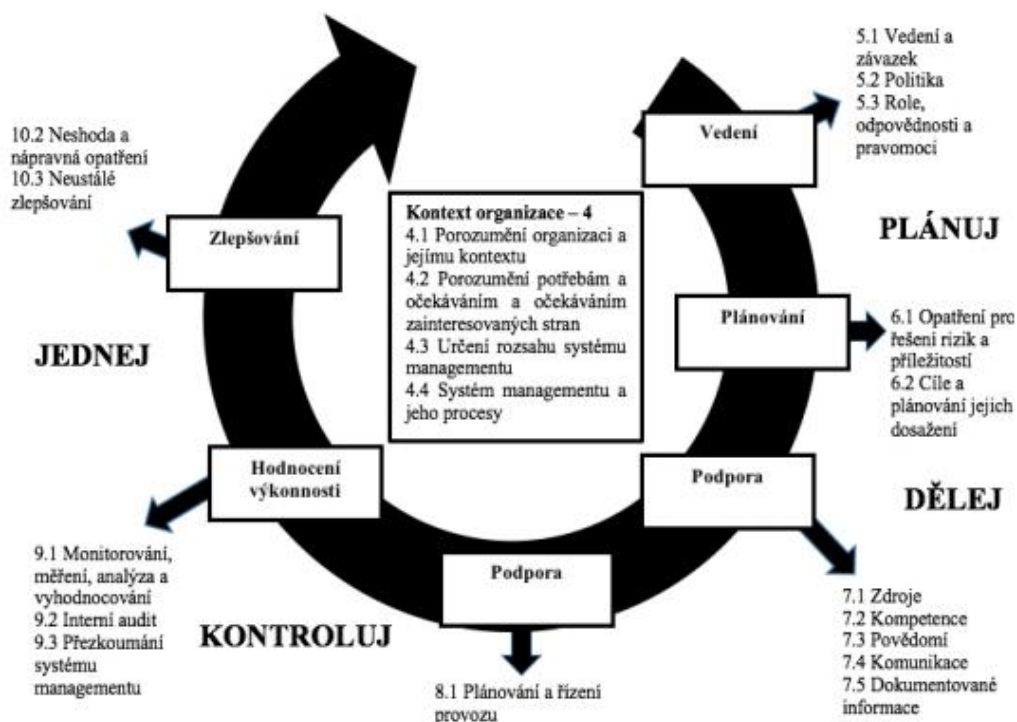 5.1 Vedení a
závazek
5.2 Politika
5.3 Role,
odpovědnosti a
pravomoci
Vedení
PLÁNUJ
10.2 Neshoda a
nápravná opatření
10.3 Neustálé
zlepšování
Zlepšování
JEDNEJ
Kontext organizace – 4
4.1 Porozumění organizaci a
jejímu kontextu
4.2 Porozumění potřebám a
očekáváním a očekáváním
zainteresovaných stran
4.3 Určení rozsahu systému
managementu
4.4 Systém managementu a
jeho procesy
Plánování
6.1 Opatření pro
řešení rizik a
příležitostí
6.2 Cíle a
plánování jejich
dosažení
Hodnocení
výkonnosti
Podpora
DĚLEJ
9.1 Monitorování,
měření, analýza a
vyhodnocování
9.2 Interní audit
9.3 Přezkoumání
systému
managementu
KONTROLUJ
Podpora
8.1 Plánování a řízení
provozu
7.1 Zdroje
7.2 Kompetence
7.3 Povědomí
7.4 Komunikace
7.5 Dokumentované
informace